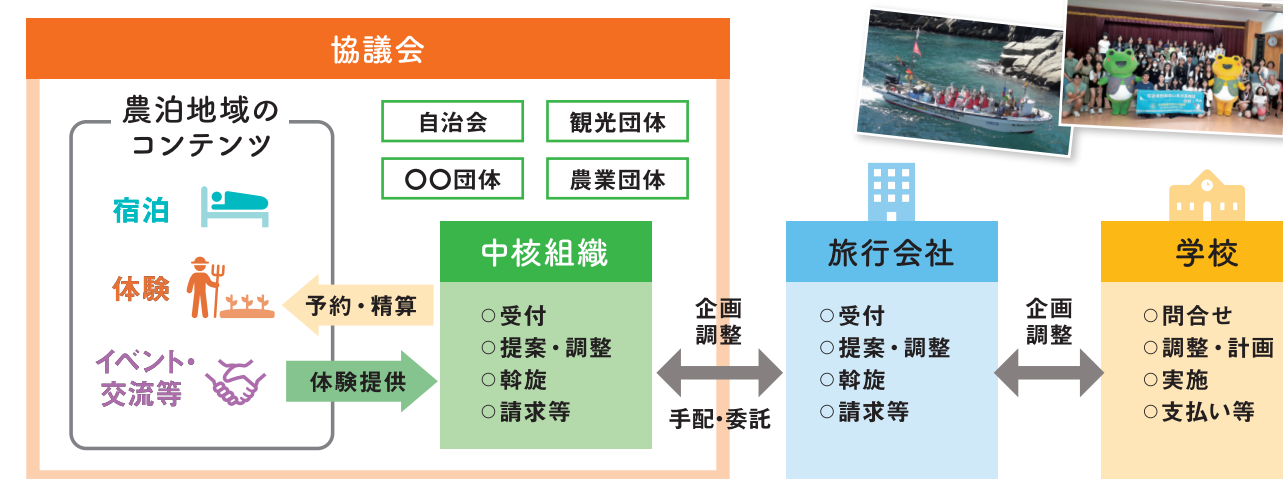 協議会
農泊地域の
コンテンツ
宿泊
体験
イベント・
交流等
自治会
観光団体
〇〇団体
農業団体
予約・精算
体験提供
中核組織
○受付
○提案・調整
○斡旋
○請求等
企画
調整
手配・委託
旅行会社
○受付
○提案・調整
○斡旋
○請求等
企画
調整
学校
○問合せ
○調整・計画
○実施
○支払い等